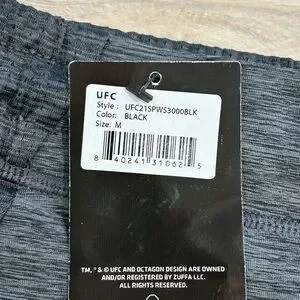 UFC
Style : UFC21SPWS3000BLK
Color: BLACK
Size: M
8 40241 31062 5
TM, ® & © UFC AND OCTAGON DESIGN ARE OWNED
AND/OR REGISTERED BY ZUFFA LLC.
ALL RIGHTS RESERVED.